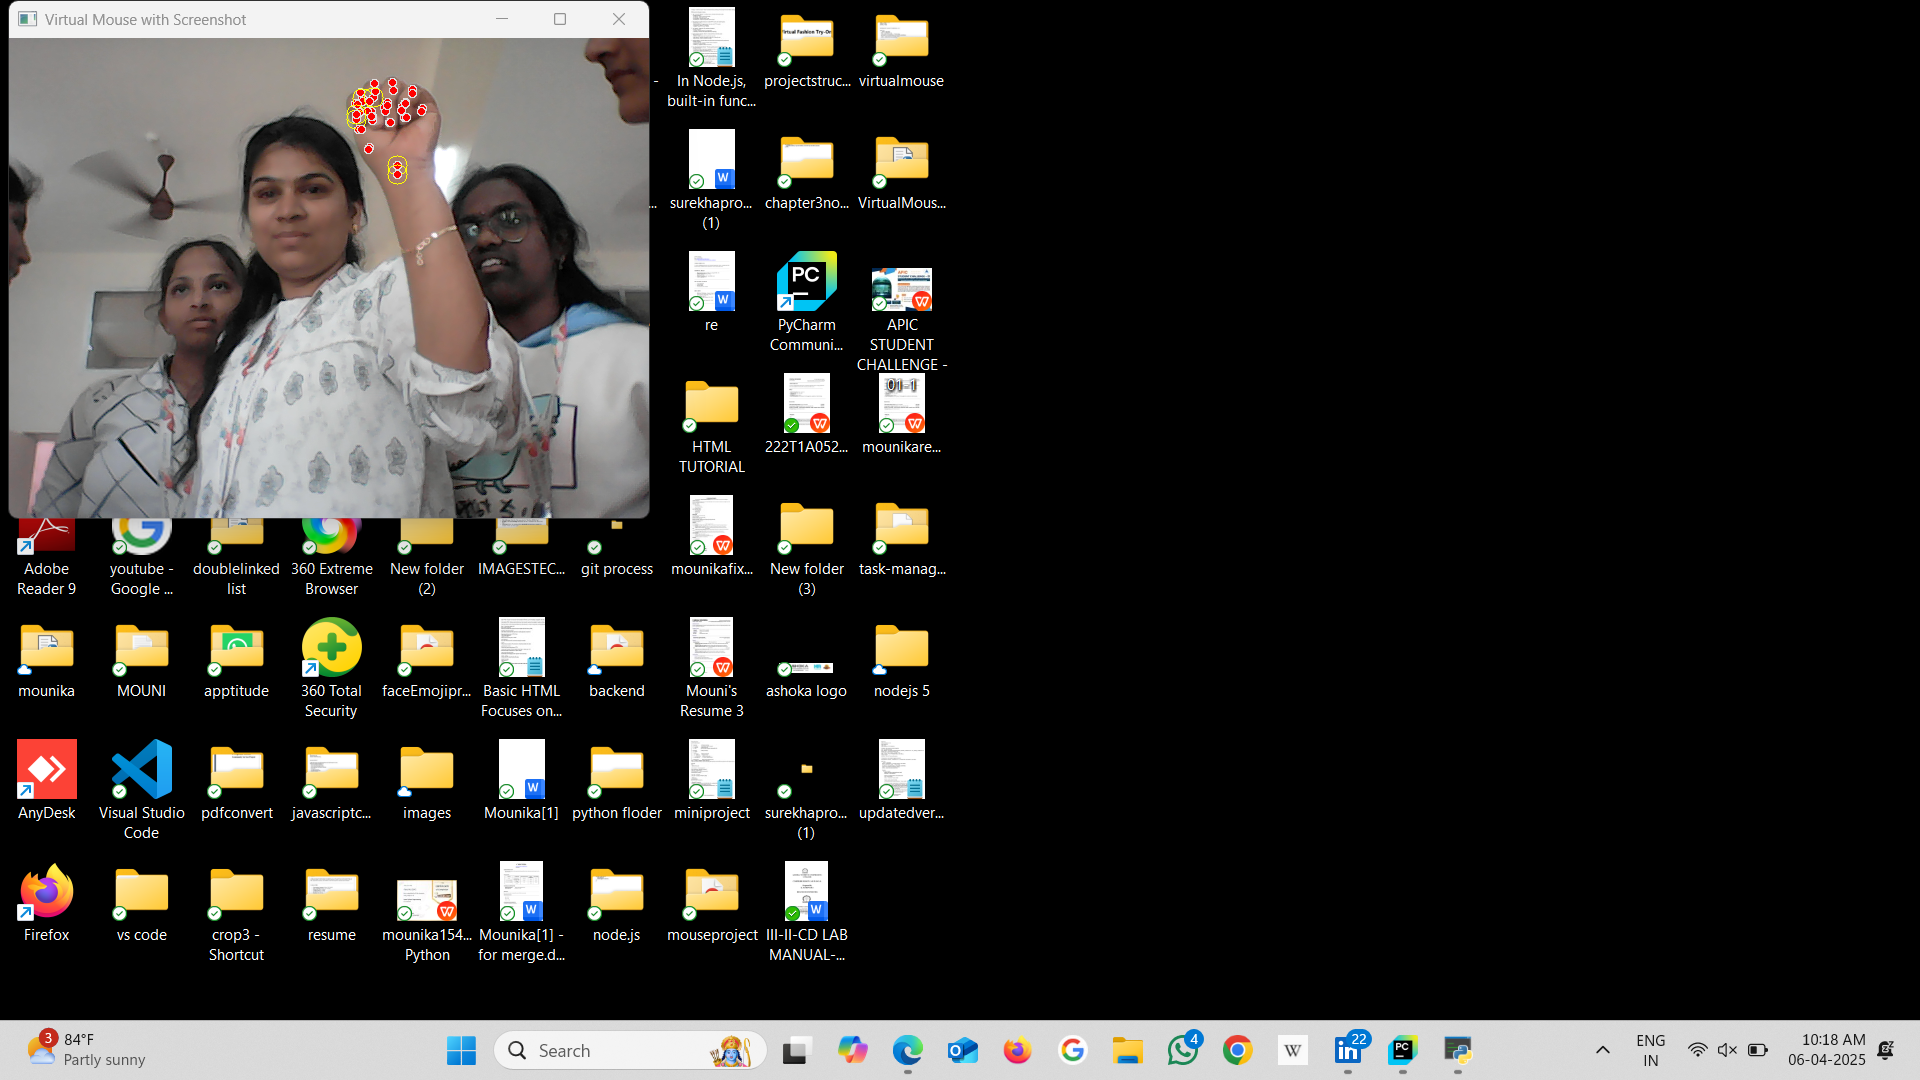 Virtual Mouse with Screenshot
In Node.js,
built-in func...
projectstruc...
virtualmouse
surekhapro...
(1)
chapter3no...
VirtualMous...
re
PyCharm
Communi...
APIC
STUDENT
CHALLENGE -
HTML
TUTORIAL
222T1A052...
mounikare...
Adobe
Reader 9
youtube -
Google ...
doublelinked
list
360 Extreme
Browser
New folder
(2)
IMAGESTEC...
git process
mounikafix...
New folder
(3)
task-manag...
mounika
MOUNI
apptitude
360 Total
Security
faceEmojipr...
Basic HTML
Focuses on...
backend
Mouni's
Resume 3
ashoka logo
nodejs 5
AnyDesk
Visual Studio
Code
pdfconvert
javascriptc...
images
Mounika[1]
python floder
miniproject
surekhapro...
(1)
updatedver...
Firefox
vs code
crop3 -
Shortcut
resume
mounika154...
Python
Mounika[1] -
for merge.d...
node.js
mouseproject
III-II-CD LAB
MANUAL-...
3
84°F
Partly sunny
Search
4
22
ENG
IN
10:18 AM
06-04-2025